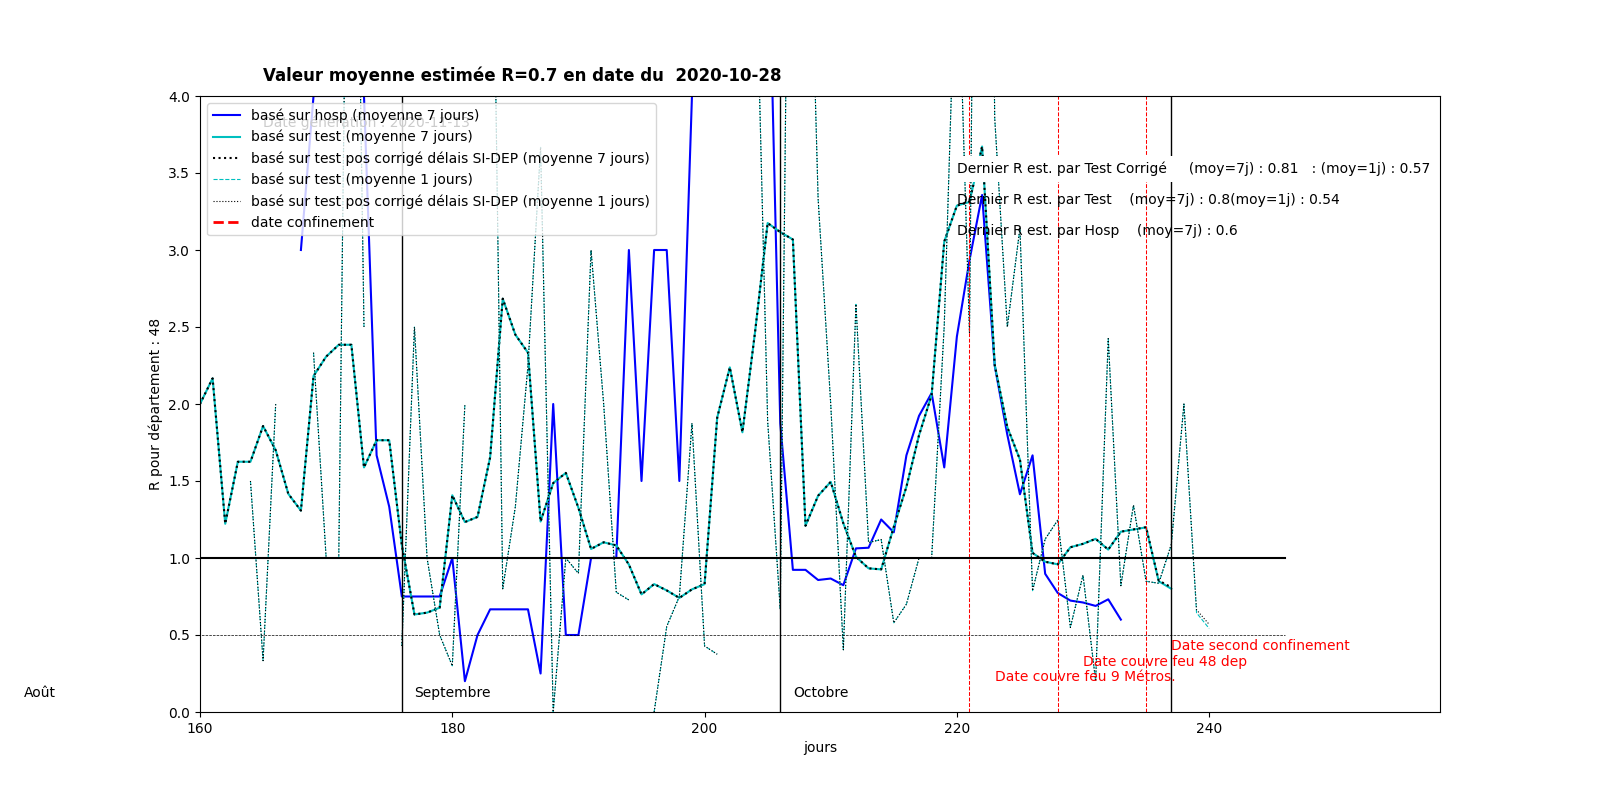 Valeur moyenne estimée R=0.7 en date du  2020-10-28
Date génération : 2020-11-13
basé sur hosp (moyenne 7 jours)
basé sur test (moyenne 7 jours)
basé sur test pos corrigé délais SI-DEP (moyenne 7 jours)
basé sur test (moyenne 1 jours)
basé sur test pos corrigé délais SI-DEP (moyenne 1 jours)
date confinement
Dernier R est. par Test Corrigé     (moy=7j) : 0.81   : (moy=1j) : 0.57
Dernier R est. par Test    (moy=7j) : 0.8(moy=1j) : 0.54
Dernier R est. par Hosp    (moy=7j) : 0.6
4.0
3.5
3.0
2.5
2.0
1.5
1.0
0.5
0.0
R pour département : 48
Date second confinement
Date couvre feu 48 dep
Date couvre feu 9 Métros.
Août
Septembre
Octobre
160
180
200
220
240
jours